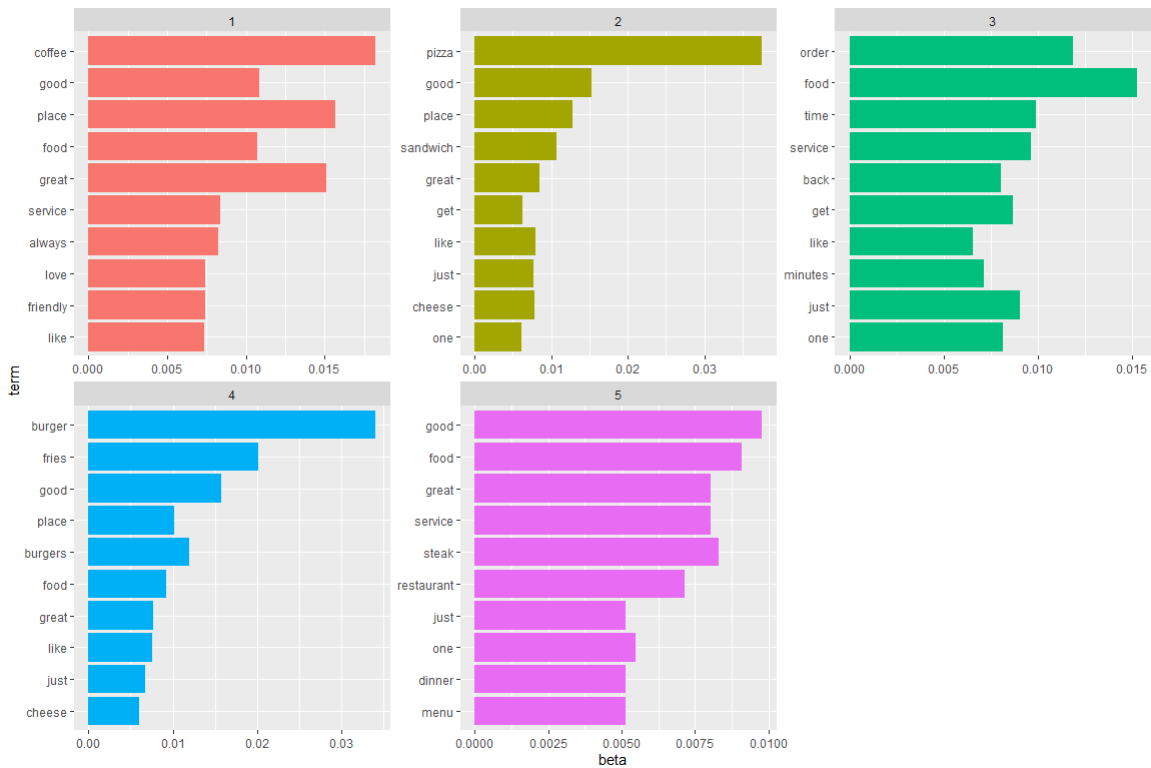 1
coffee
good
place
food
great
service
always
love
friendly
like
0.000 0.005 0.010 0.015
2
pizza
good
place
sandwich
great
get
like
just
cheese
one
0.00 0.01 0.02 0.03
3
order
food
time
service
back
get
like
minutes
just
one
0.000 0.005 0.010 0.015
term
4
burger
fries
good
place
burgers
food
great
like
just
cheese
0.00 0.01 0.02 0.03
5
good
food
great
service
steak
restaurant
just
one
dinner
menu
0.0000 0.0025 0.0050 0.0075 0.0100
beta